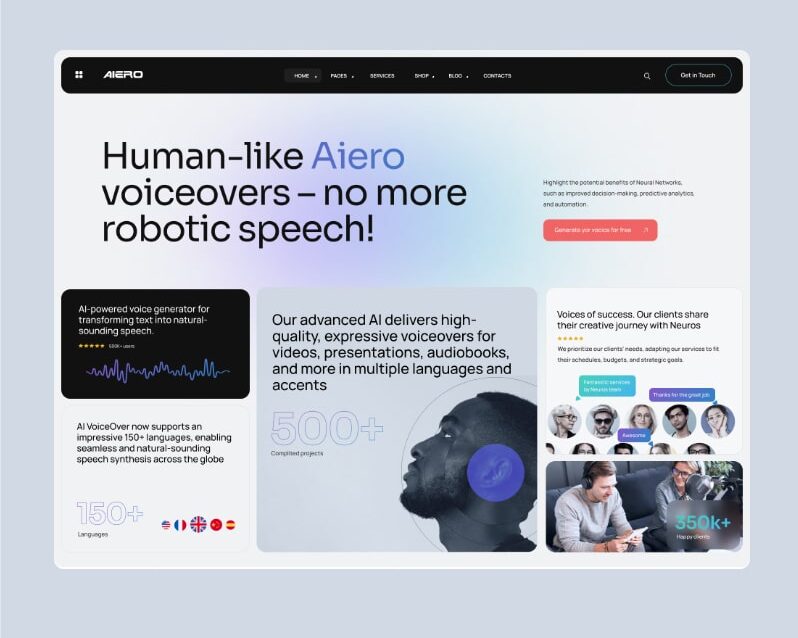 AIERO
HOME
PAGES
SERVICES
SHOP
BLOG
CONTACTS
Get in Touch
Human-like Aiero
voiceovers – no more
robotic speech!
Highlight the potential benefits of Neural Networks,
such as improved decision-making, predictive analytics,
and automation.
Generate yor vocice for free
AI-powered voice generator for
transforming text into natural-
sounding speech.
600K+ users
AI VoiceOver now supports an
impressive 150+ languages, enabling
seamless and natural-sounding
speech synthesis across the globe
150+
Languages
Our advanced AI delivers high-
quality, expressive voiceovers for
videos, presentations, audiobooks,
and more in multiple languages and
accents
500+
Complited projects
Voices of success. Our clients share
their creative journey with Neuros
We prioritize our clients' needs, adapting our services to fit
their schedules, budgets, and strategic goals.
Fantastic services
by Neuros team
Thanks for the great job
Awesome
350k+
Happy clients